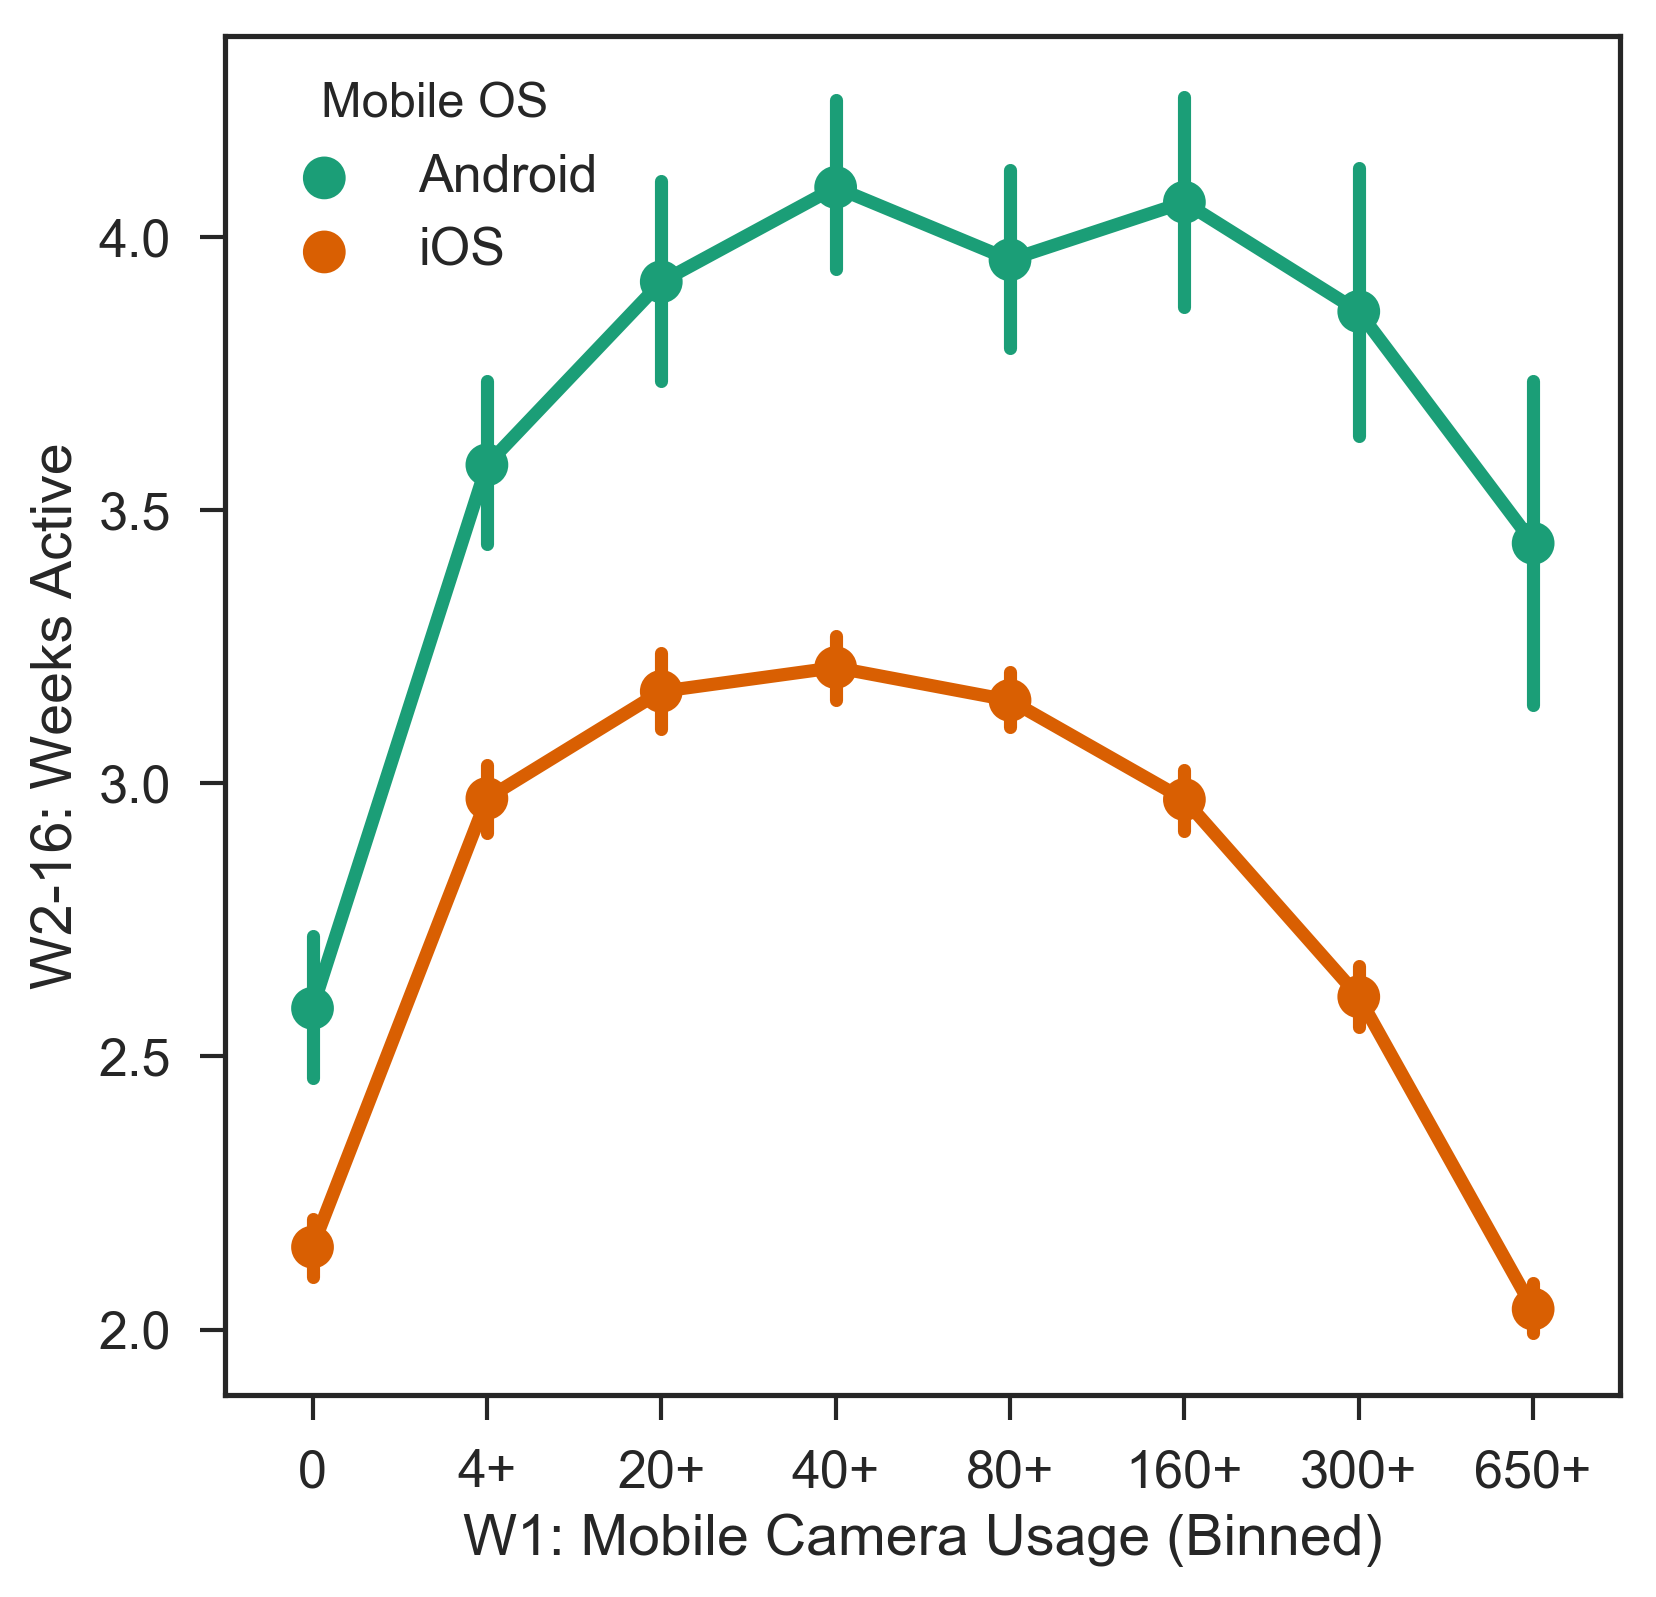 Mobile OS
Android
iOS
4.0
3.5
3.0
2.5
2.0
W2-16: Weeks Active
0 4+ 20+ 40+ 80+ 160+ 300+ 650+
W1: Mobile Camera Usage (Binned)